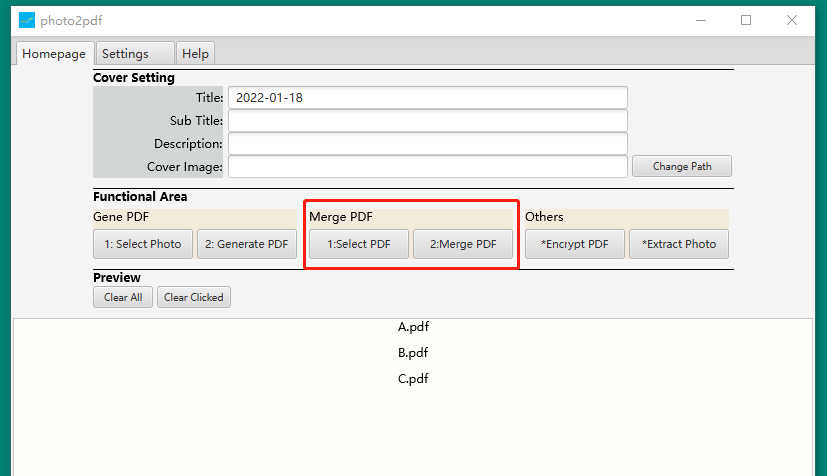 photo2pdf
Homepage Settings Help
Cover Setting
Title: 2022-01-18
Sub Title:
Description:
Cover Image: Change Path
Functional Area
Gene PDF Merge PDF Others
1: Select Photo 2: Generate PDF 1:Select PDF 2:Merge PDF *Encrypt PDF *Extract Photo
Preview
Clear All Clear Clicked
A.pdf
B.pdf
C.pdf